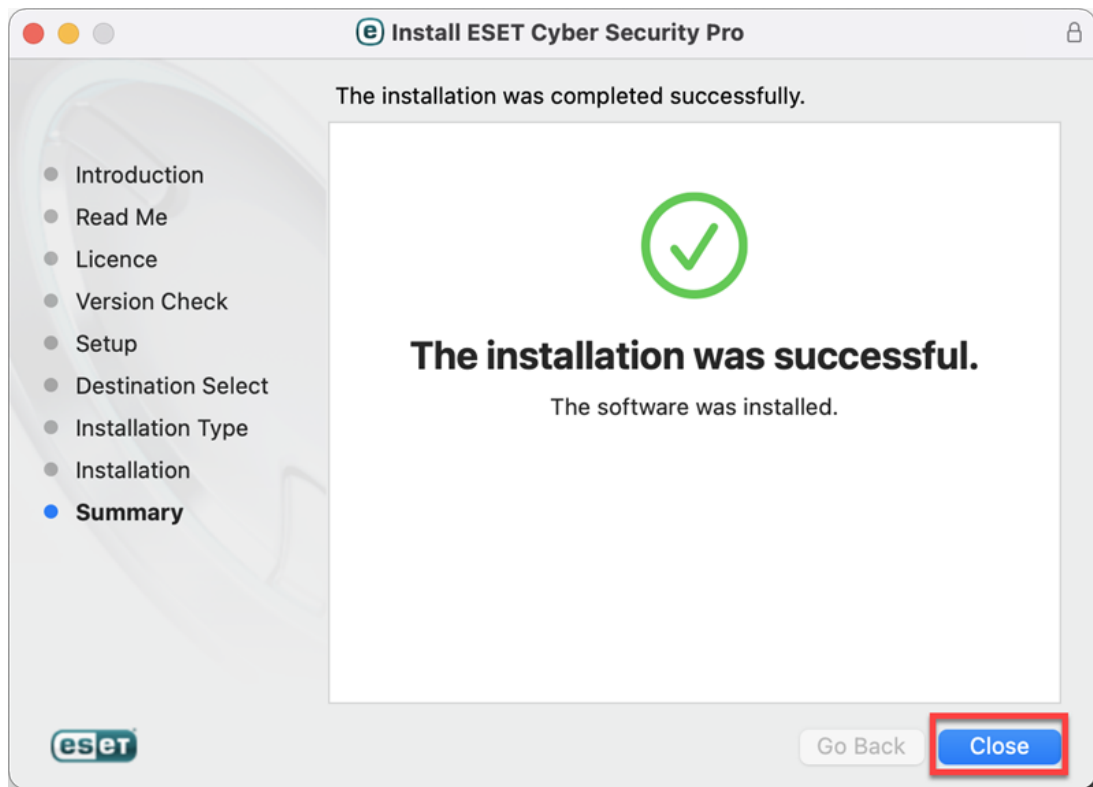 e Install ESET Cyber Security Pro
The installation was completed successfully.
Introduction
Read Me
Licence
Version Check
Setup
Destination Select
Installation Type
Installation
Summary
The installation was successful.
The software was installed.
eseT
Go Back
Close